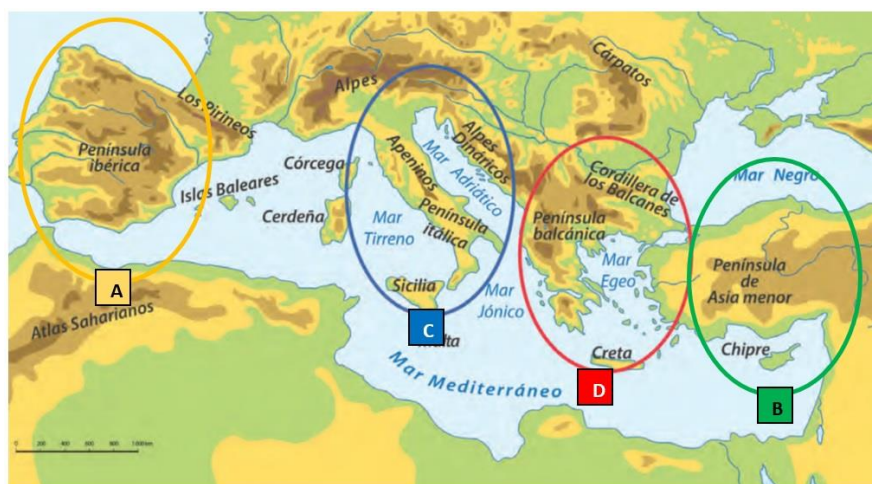 Cárpatos
Alpes
Los Pirineos
Península
ibérica
Islas Baleares
Córcega
Cerdeña
Apeninos
Mar
Adriático
Alpes
Dináricos
Mar
Tirreno
Península
itálica
Sicilia
Mar
Jónico
Cordillera de
los Balcanes
Península
balcánica
Mar
Egeo
Mar Negro
Península
de
Asia menor
Creta
Chipre
Atlas Saharianos
Mar Mediterráneo
A
C
D
B